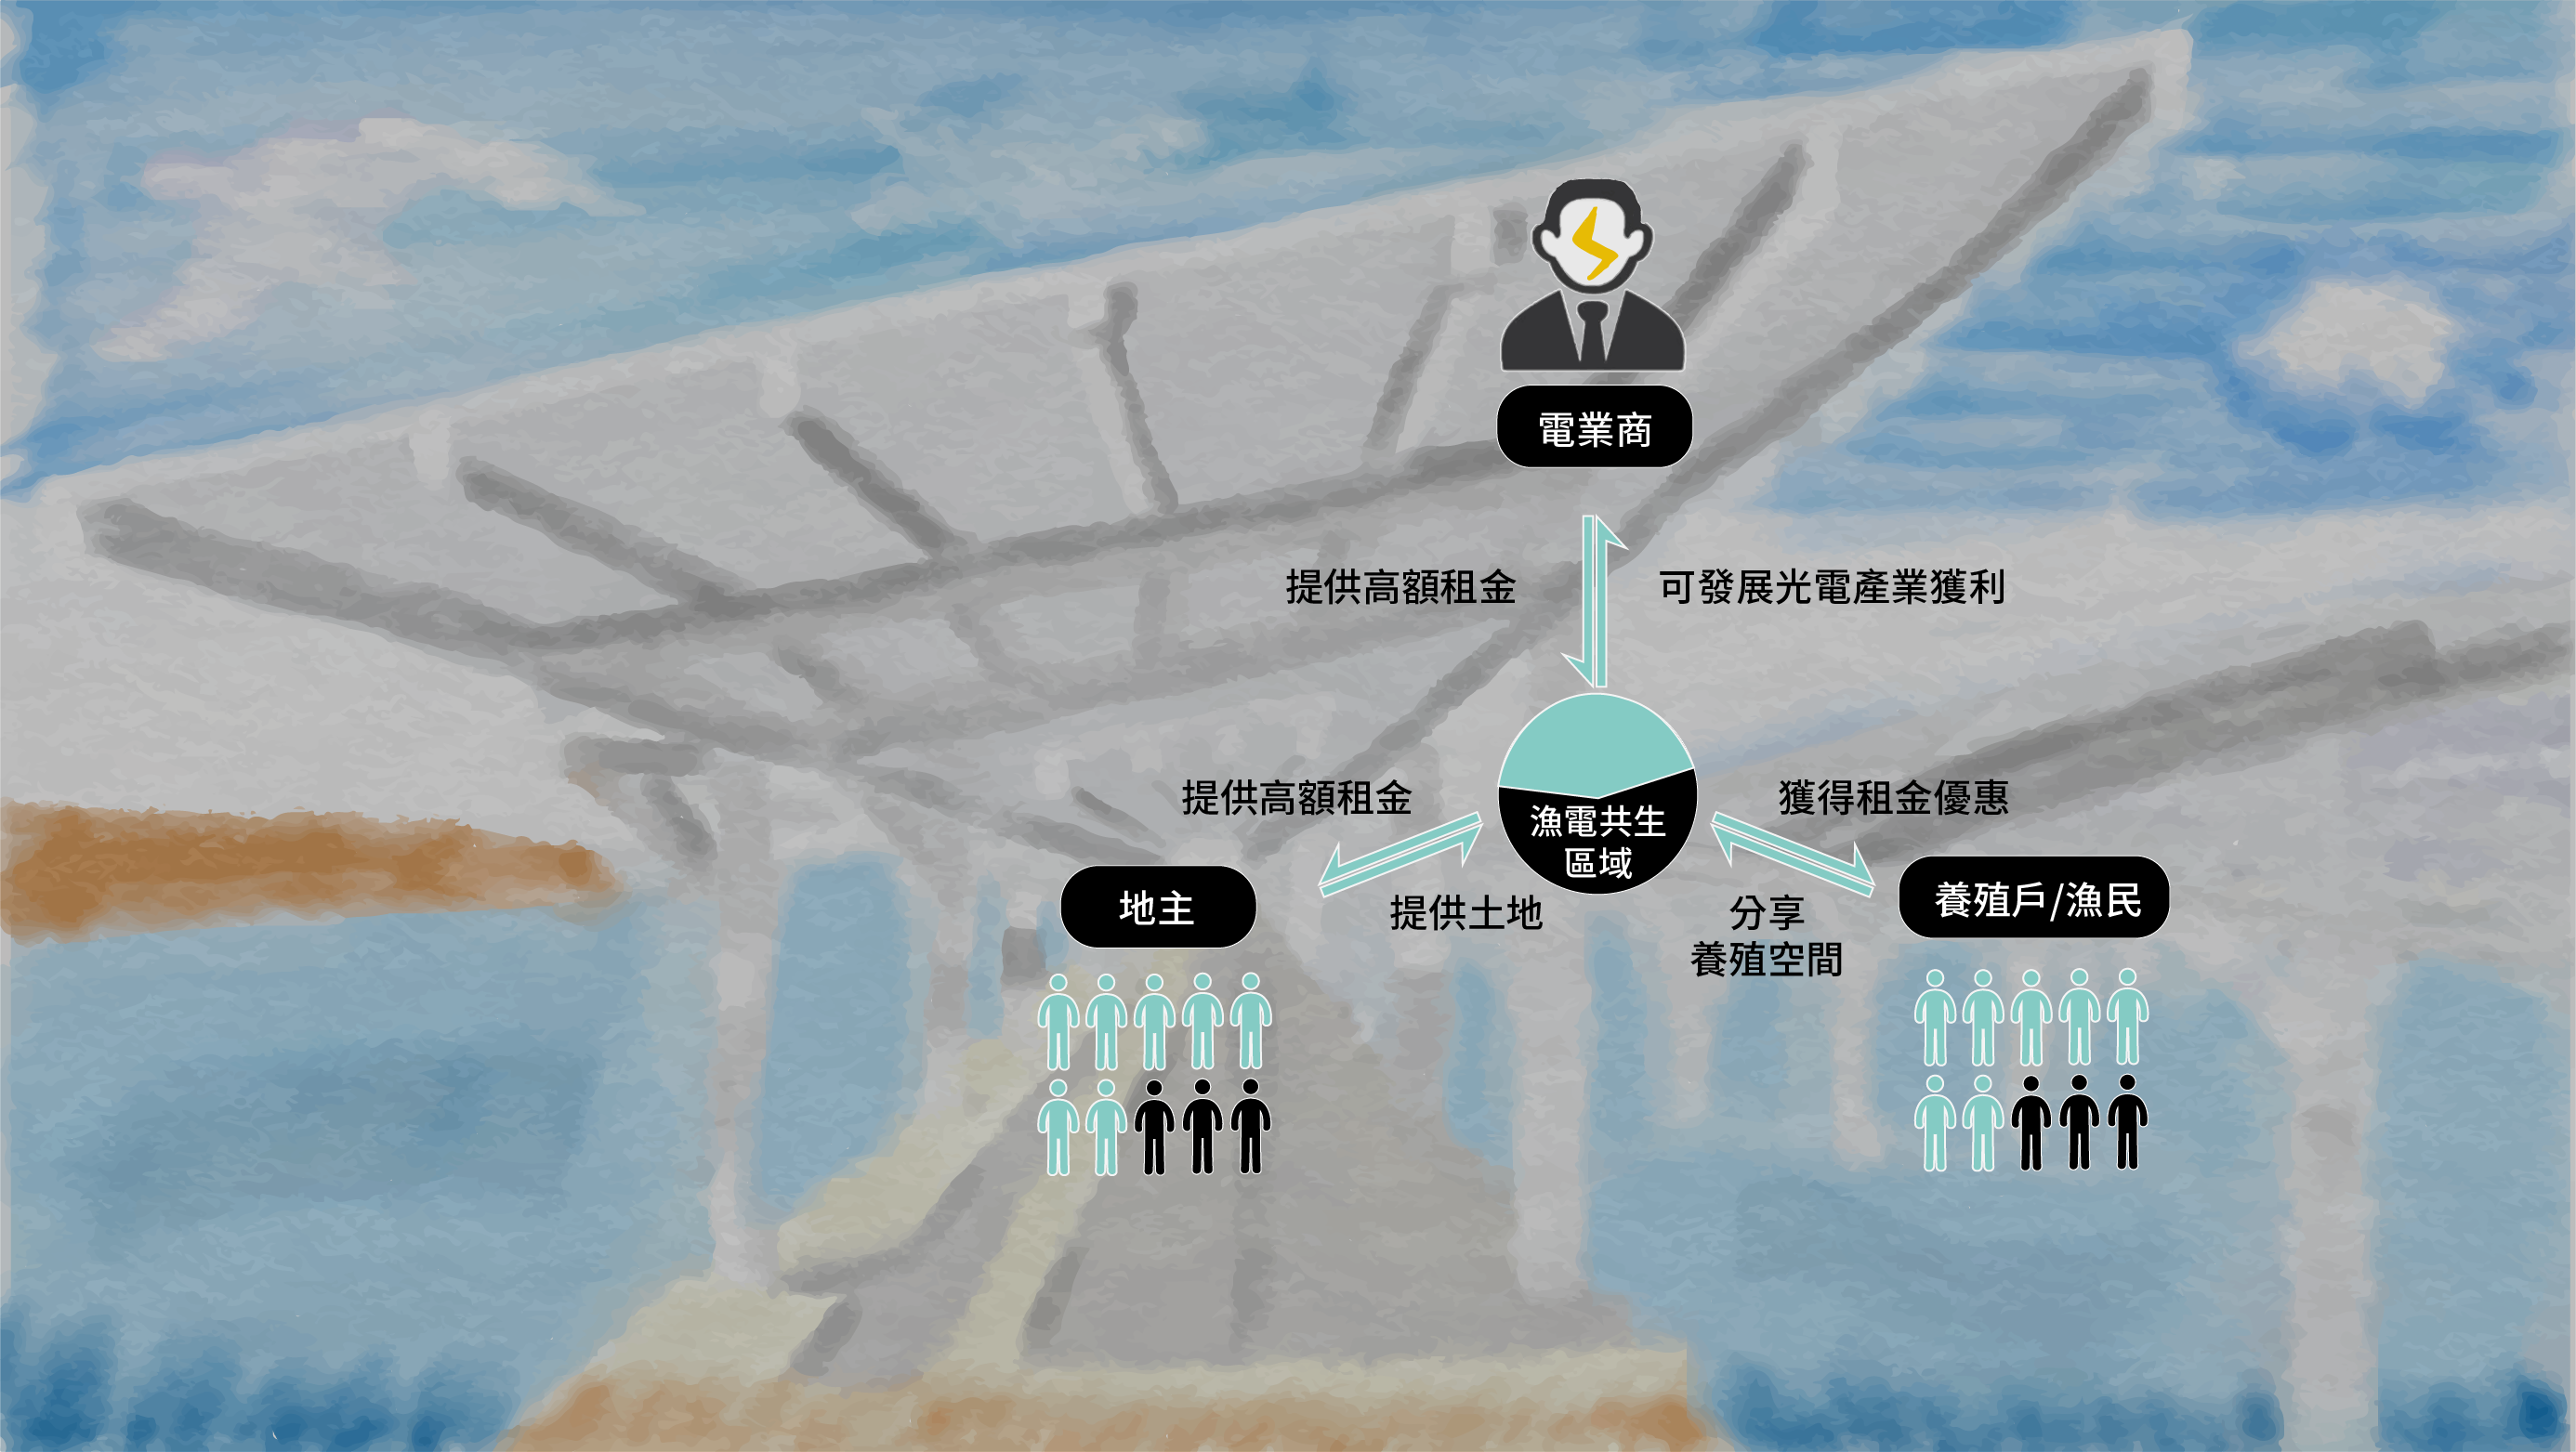 電業商
提供高額租金
可發展光電產業獲利
提供高額租金
漁電共生
區域
獲得租金優惠
地主
提供土地
分享
養殖空間
養殖戶/漁民